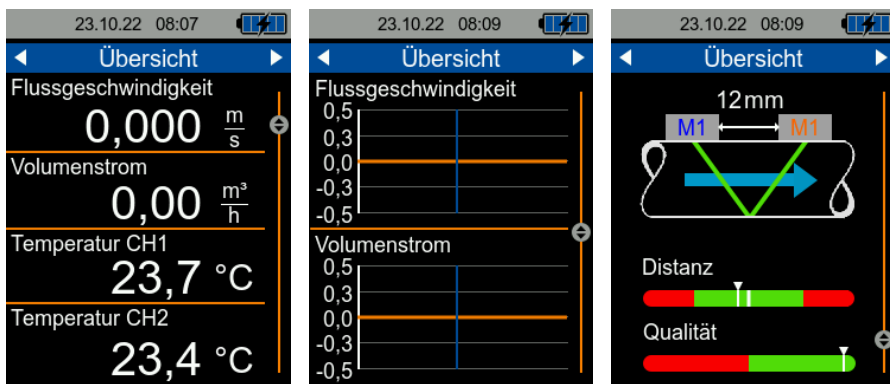 23.10.22 08:07
Übersicht
Flussgeschwindigkeit
0,000 m/s
Volumenstrom
0,00 m³/h
Temperatur CH1
23,7 °C
Temperatur CH2
23,4 °C
23.10.22 08:09
Übersicht
Flussgeschwindigkeit
0,5
0,3
0,0
-0,3
-0,5
Volumenstrom
0,5
0,3
0,0
-0,3
-0,5
23.10.22 08:09
Übersicht
12mm
M1 M1
Distanz
Qualität